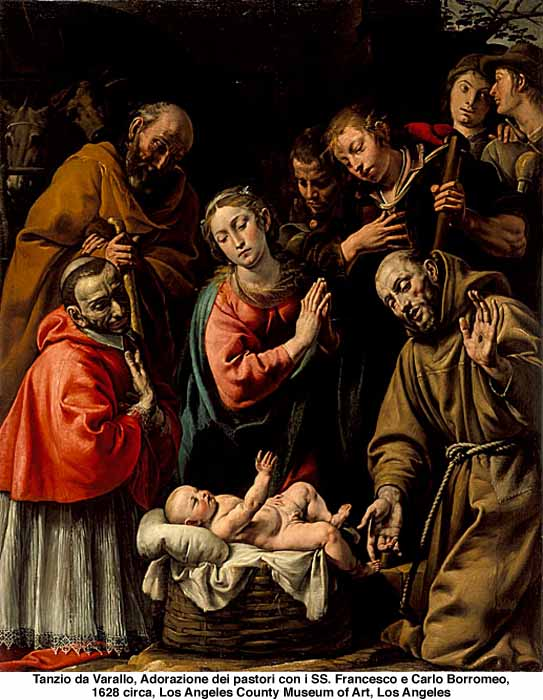 Tanzio da Varallo, Adorazione dei pastori con i SS. Francesco e Carlo Borromeo,
1628 circa, Los Angeles County Museum of Art, Los Angeles